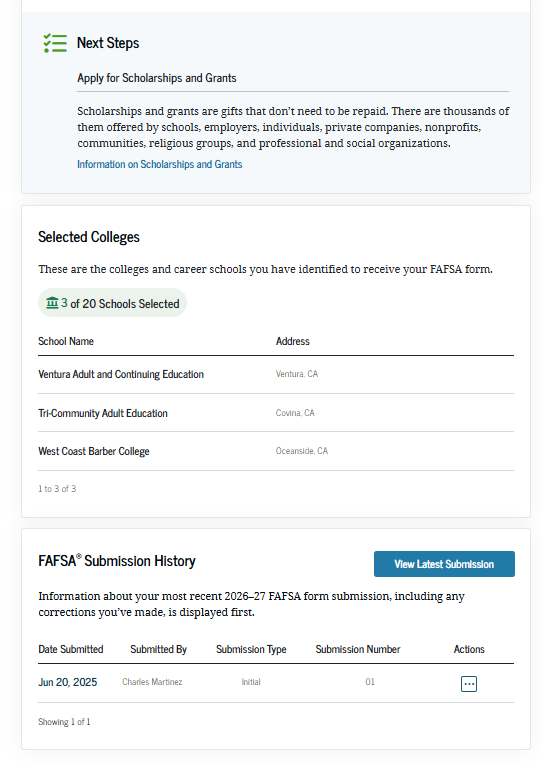 Next Steps
Apply for Scholarships and Grants
Scholarships and grants are gifts that don’t need to be repaid. There are thousands of
them offered by schools, employers, individuals, private companies, nonprofits,
communities, religious groups, and professional and social organizations.
Information on Scholarships and Grants
Selected Colleges
These are the colleges and career schools you have identified to receive your FAFSA form.
3 of 20 Schools Selected
School Name Address
Ventura Adult and Continuing Education Ventura, CA
Tri-Community Adult Education Covina, CA
West Coast Barber College Oceanside, CA
1 to 3 of 3
FAFSA® Submission History View Latest Submission
Information about your most recent 2026–27 FAFSA form submission, including any
corrections you’ve made, is displayed first.
Date Submitted Submitted By Submission Type Submission Number Actions
Jun 20, 2025 Charles Martinez Initial 01
Showing 1 of 1